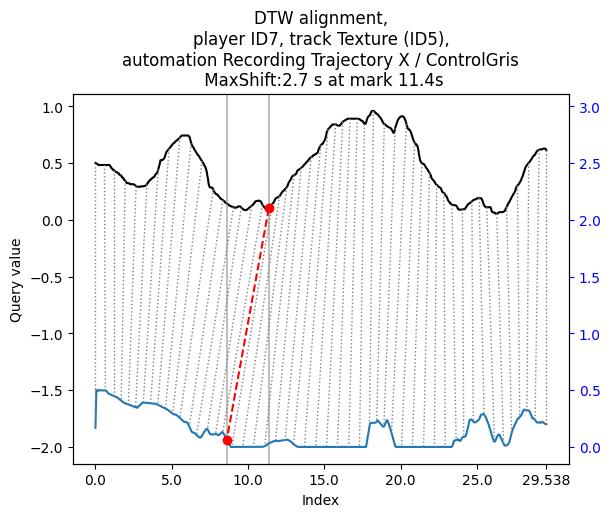 DTW alignment,
player ID7, track Texture (ID5),
automation Recording Trajectory X / ControlGris
MaxShift:2.7 s at mark 11.4s
1.0
0.5
0.0
−0.5
−1.0
−1.5
−2.0
Query value
3.0
2.5
2.0
1.5
1.0
0.5
0.0
0.0 5.0 10.0 15.0 20.0 25.0 29.538
Index